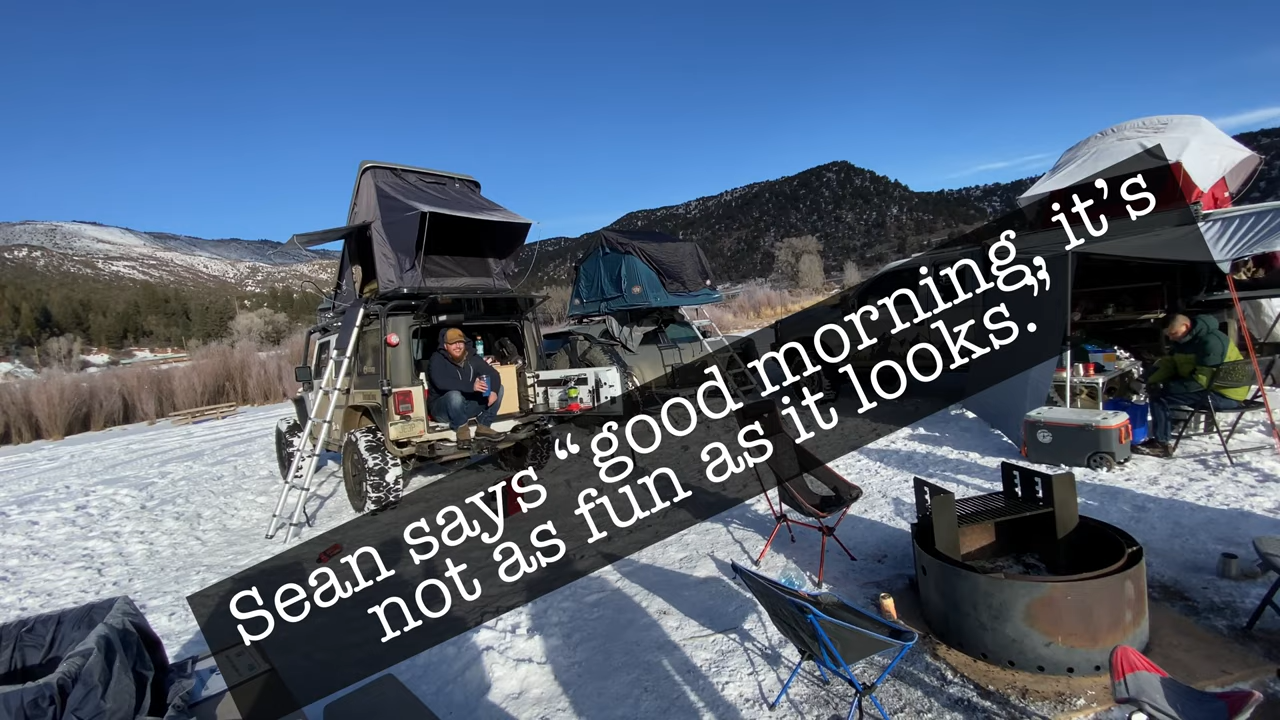 Sean says “good morning, it’s
not as fun as it looks.”